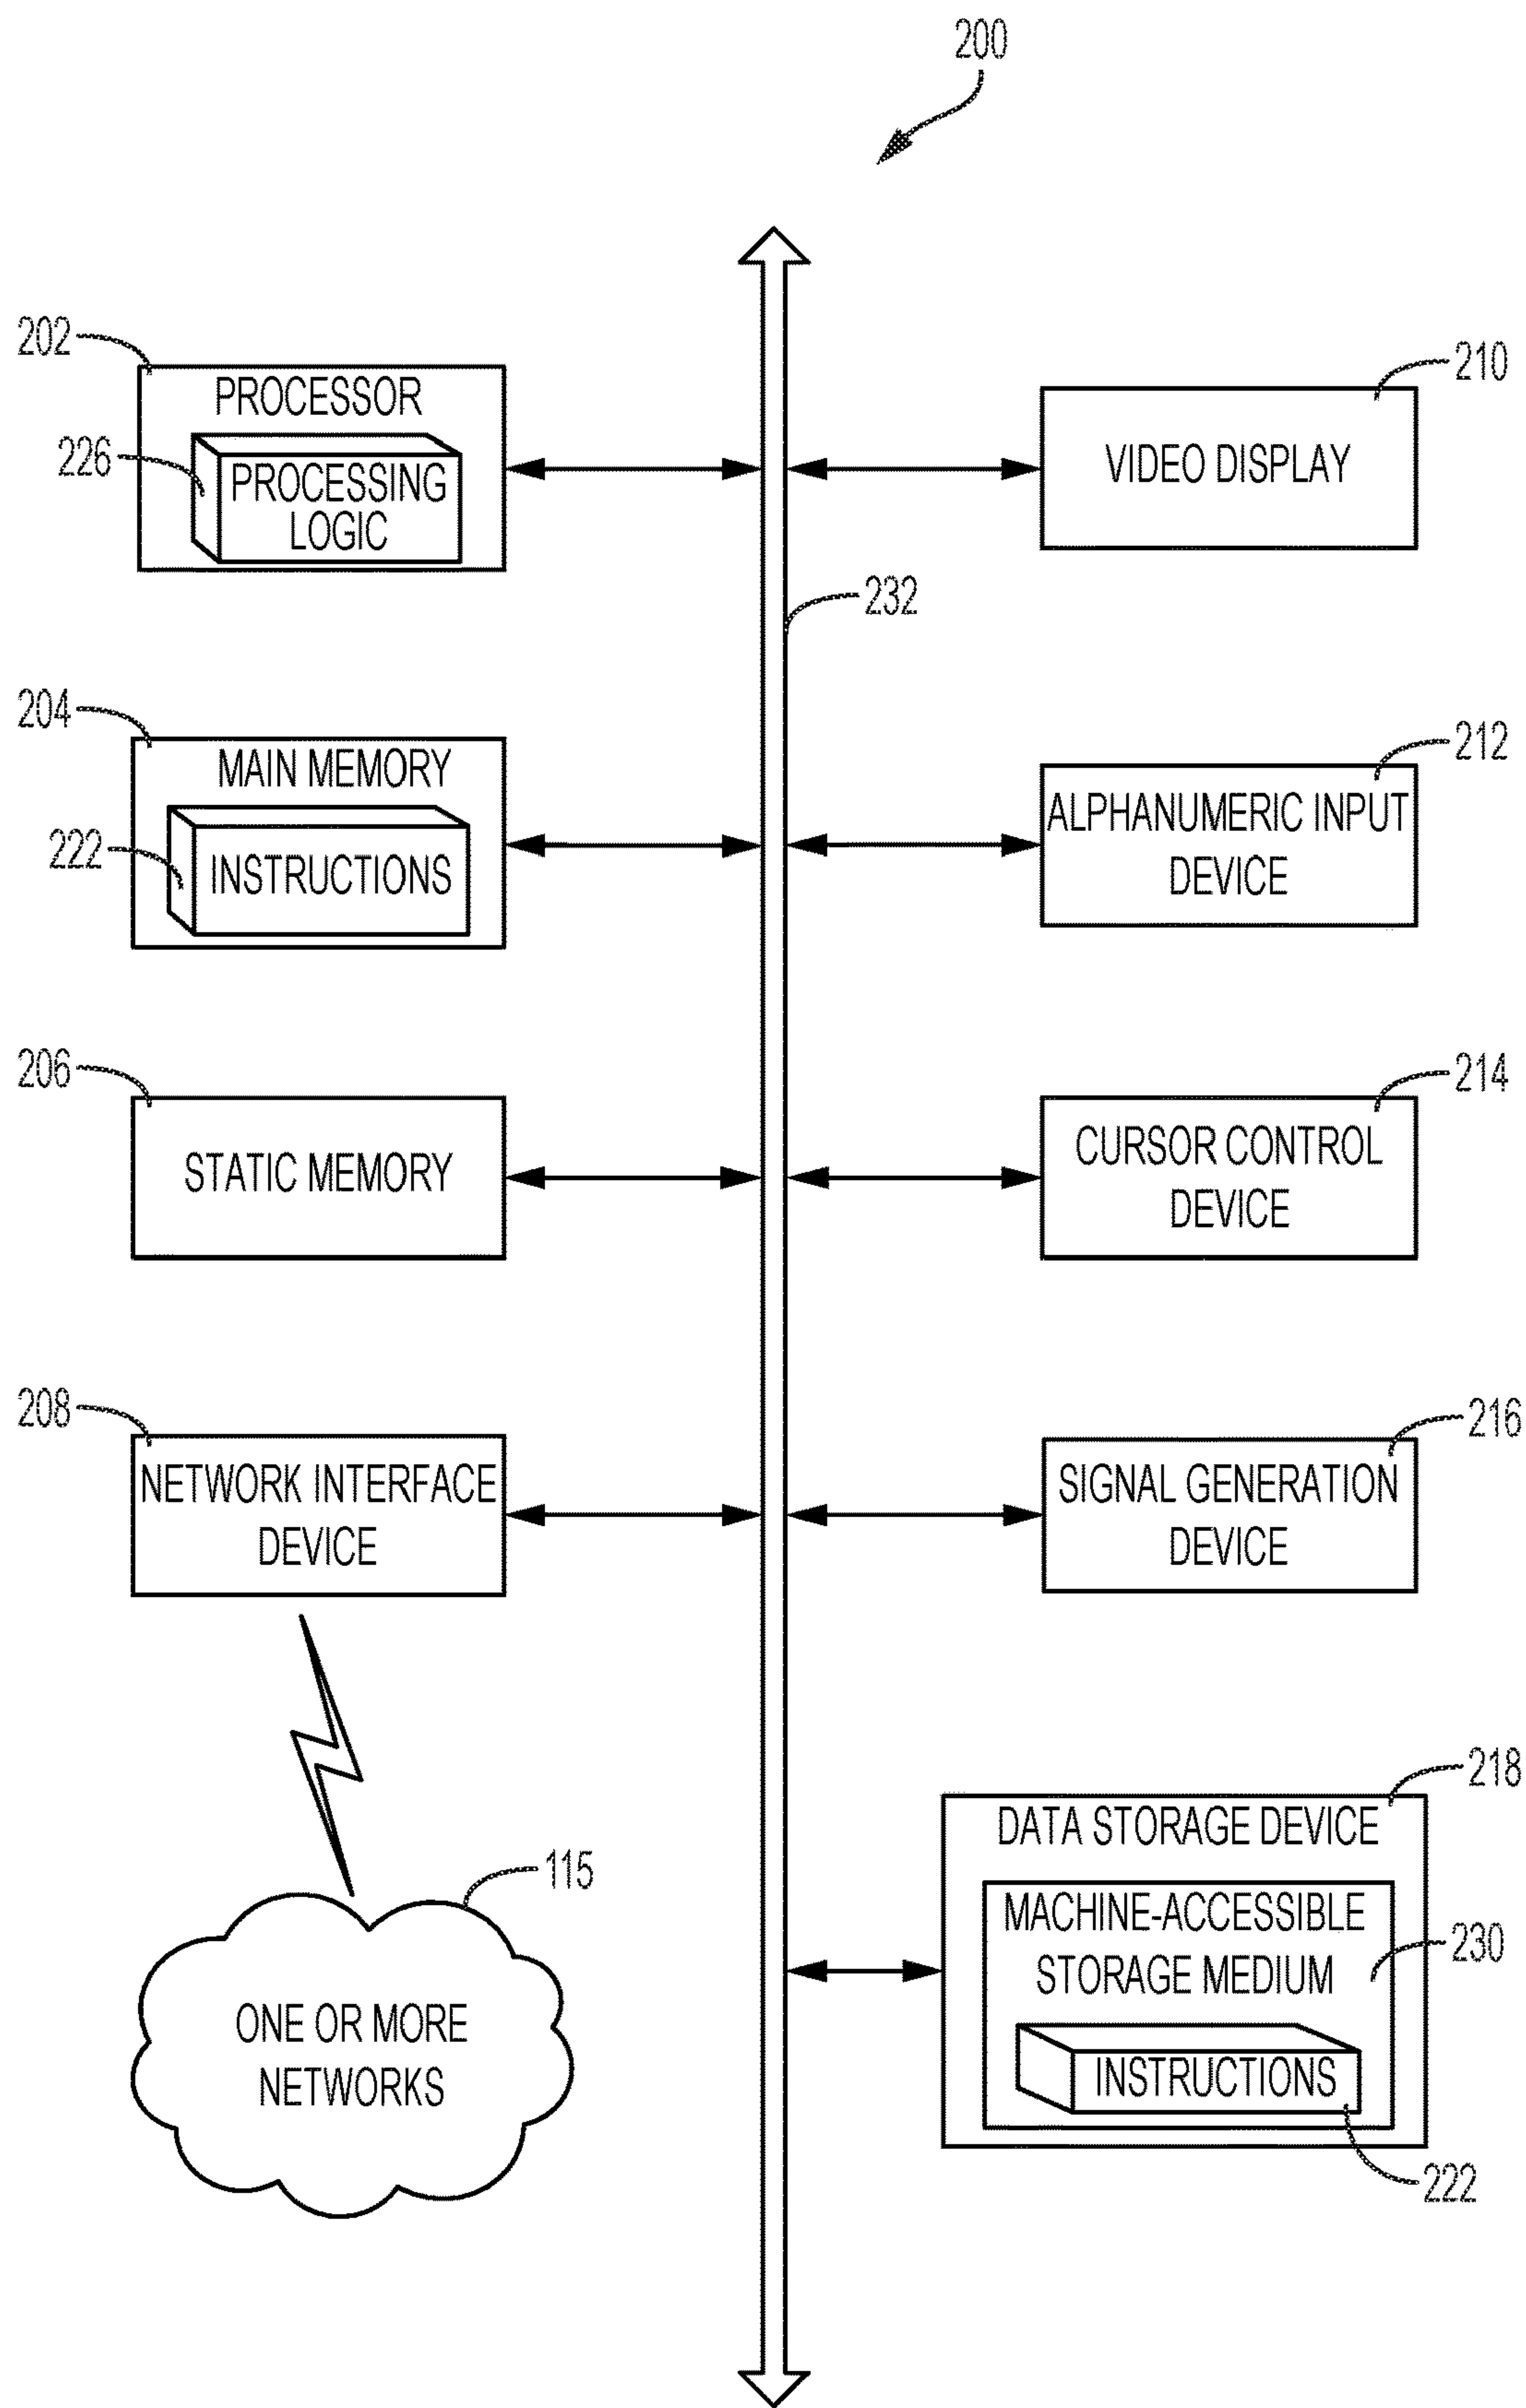 200
202
PROCESSOR
226
PROCESSING
LOGIC
210
VIDEO DISPLAY
232
204
MAIN MEMORY
222
INSTRUCTIONS
212
ALPHANUMERIC INPUT
DEVICE
206
STATIC MEMORY
214
CURSOR CONTROL
DEVICE
208
NETWORK INTERFACE
DEVICE
216
SIGNAL GENERATION
DEVICE
115
ONE OR MORE
NETWORKS
218
DATA STORAGE DEVICE
MACHINE-ACCESSIBLE
STORAGE MEDIUM
230
INSTRUCTIONS
222